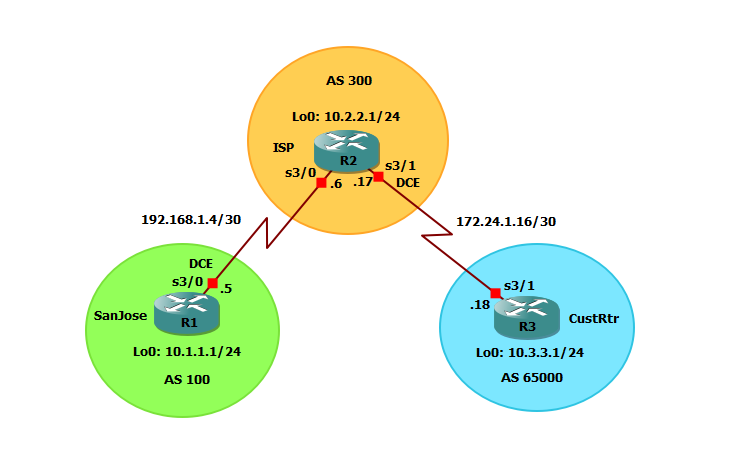 AS 300
Lo0: 10.2.2.1/24
ISP
R2
s3/0
s3/1
.6
.17
DCE
192.168.1.4/30
172.24.1.16/30
DCE
s3/0
.5
SanJose
R1
Lo0: 10.1.1.1/24
AS 100
s3/1
.18
R3
CustRtr
Lo0: 10.3.3.1/24
AS 65000